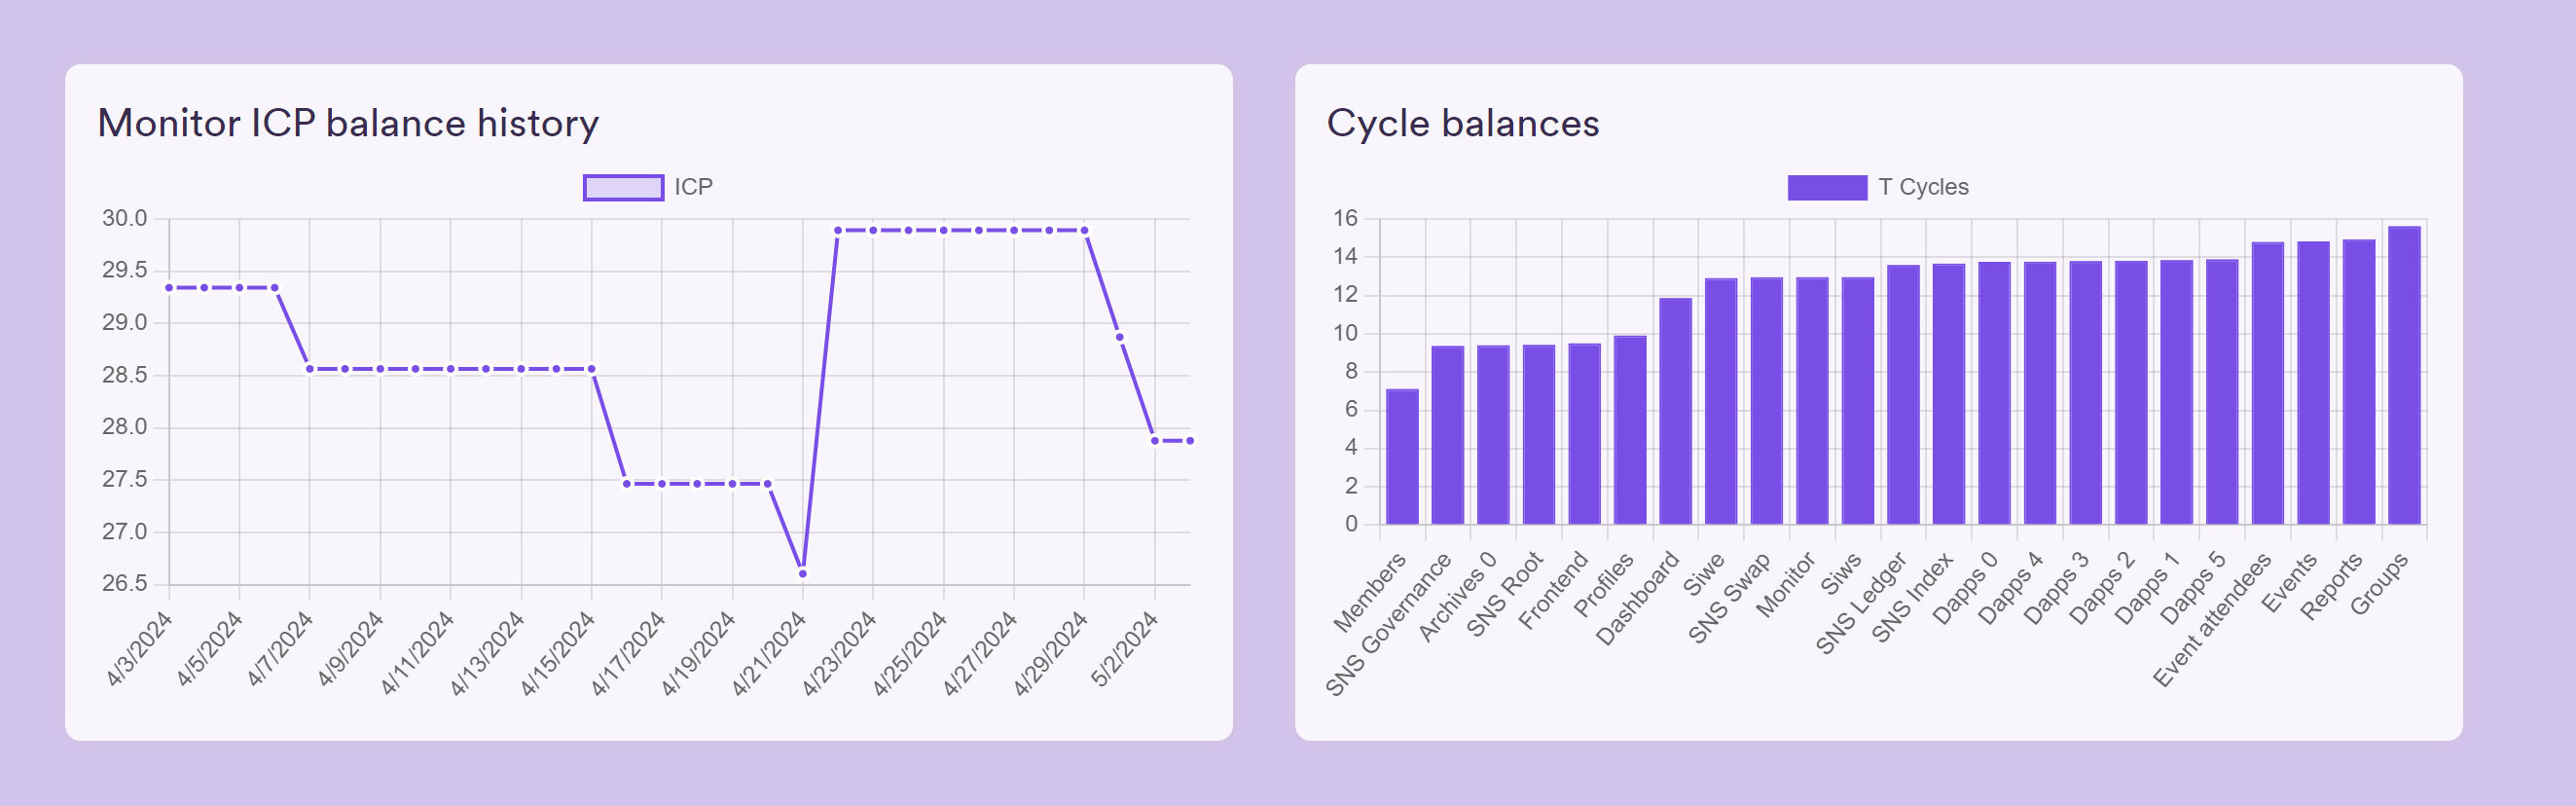 Monitor ICP balance history
ICP
30.0
29.5
29.0
28.5
28.0
27.5
27.0
26.5
4/3/2024
4/5/2024
4/7/2024
4/9/2024
4/11/2024
4/13/2024
4/15/2024
4/17/2024
4/19/2024
4/21/2024
4/23/2024
4/25/2024
4/27/2024
4/29/2024
5/2/2024
Cycle balances
T Cycles
16
14
12
10
8
6
4
2
0
Members
SNS Governance
Archives 0
SNS Root
Frontend
Profiles
Dashboard
Siwe
SNS Swap
Monitor
Siws
SNS Ledger
SNS Index
Dapps 0
Dapps 4
Dapps 3
Dapps 2
Dapps 1
Dapps 5
Event attendees
Events
Reports
Groups